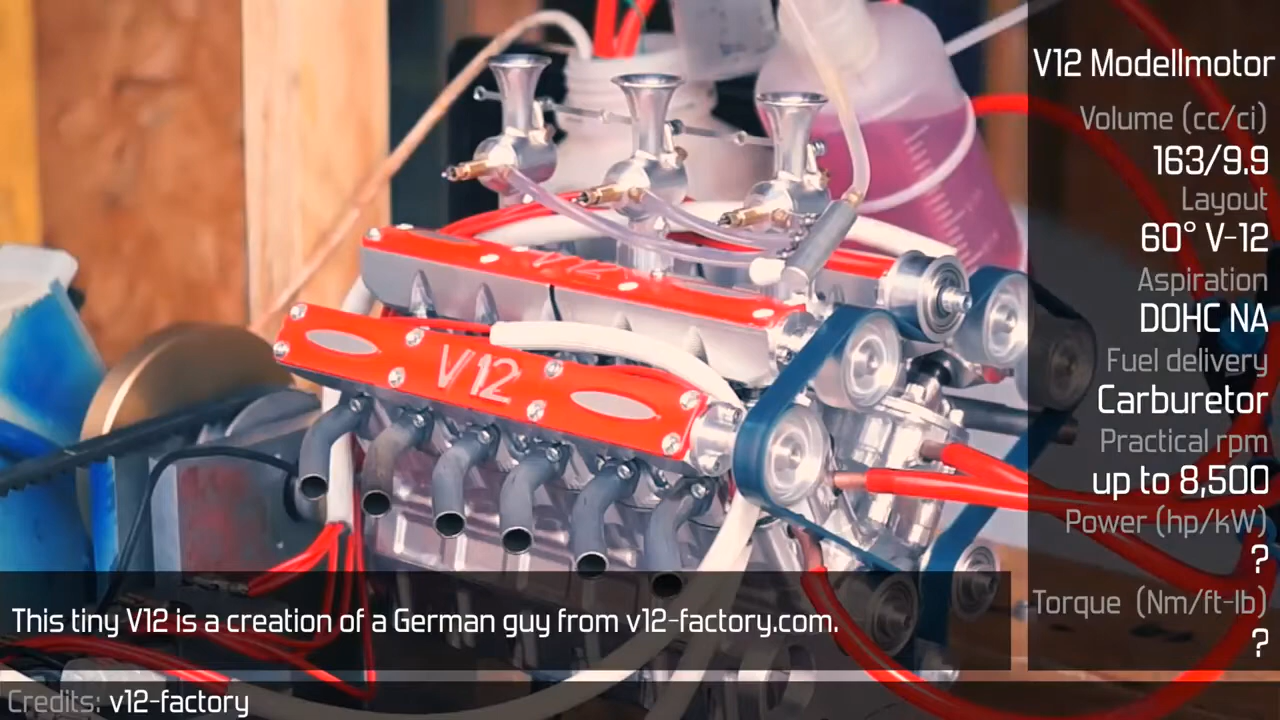 V12 Modellmotor
Volume (cc/ci)
163/9.9
Layout
60° V-12
Aspiration
DOHC NA
Fuel delivery
Carburetor
Practical rpm
up to 8,500
Power (hp/kW)
?
Torque (Nm/ft-lb)
?
V12
V12
This tiny V12 is a creation of a German guy from v12-factory.com.
Credits: v12-factory